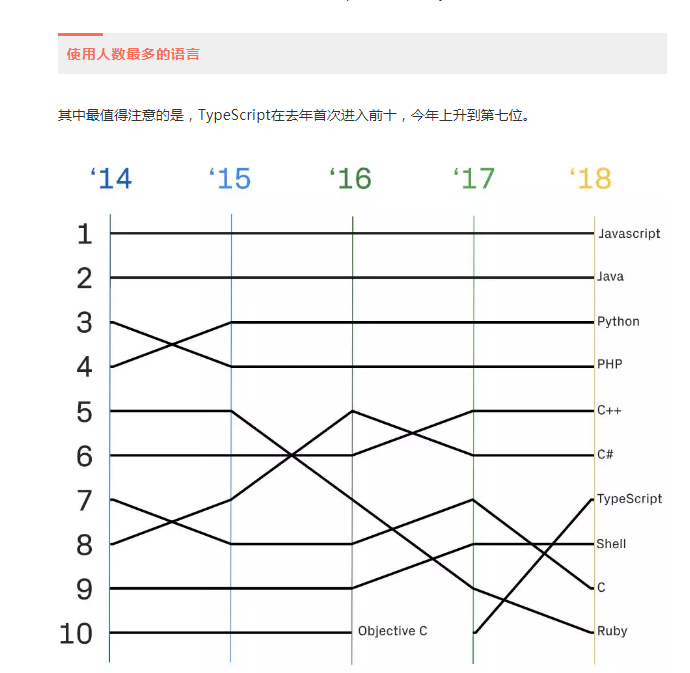 使用人数最多的语言
其中最值得注意的是，TypeScript在去年首次进入前十，今年上升到第七位。
‘14 ‘15 ‘16 ‘17 ‘18
1 Javascript
2 Java
3 Python
4 PHP
5 C++
6 C#
7 TypeScript
8 Shell
9 C
10 Objective C Ruby